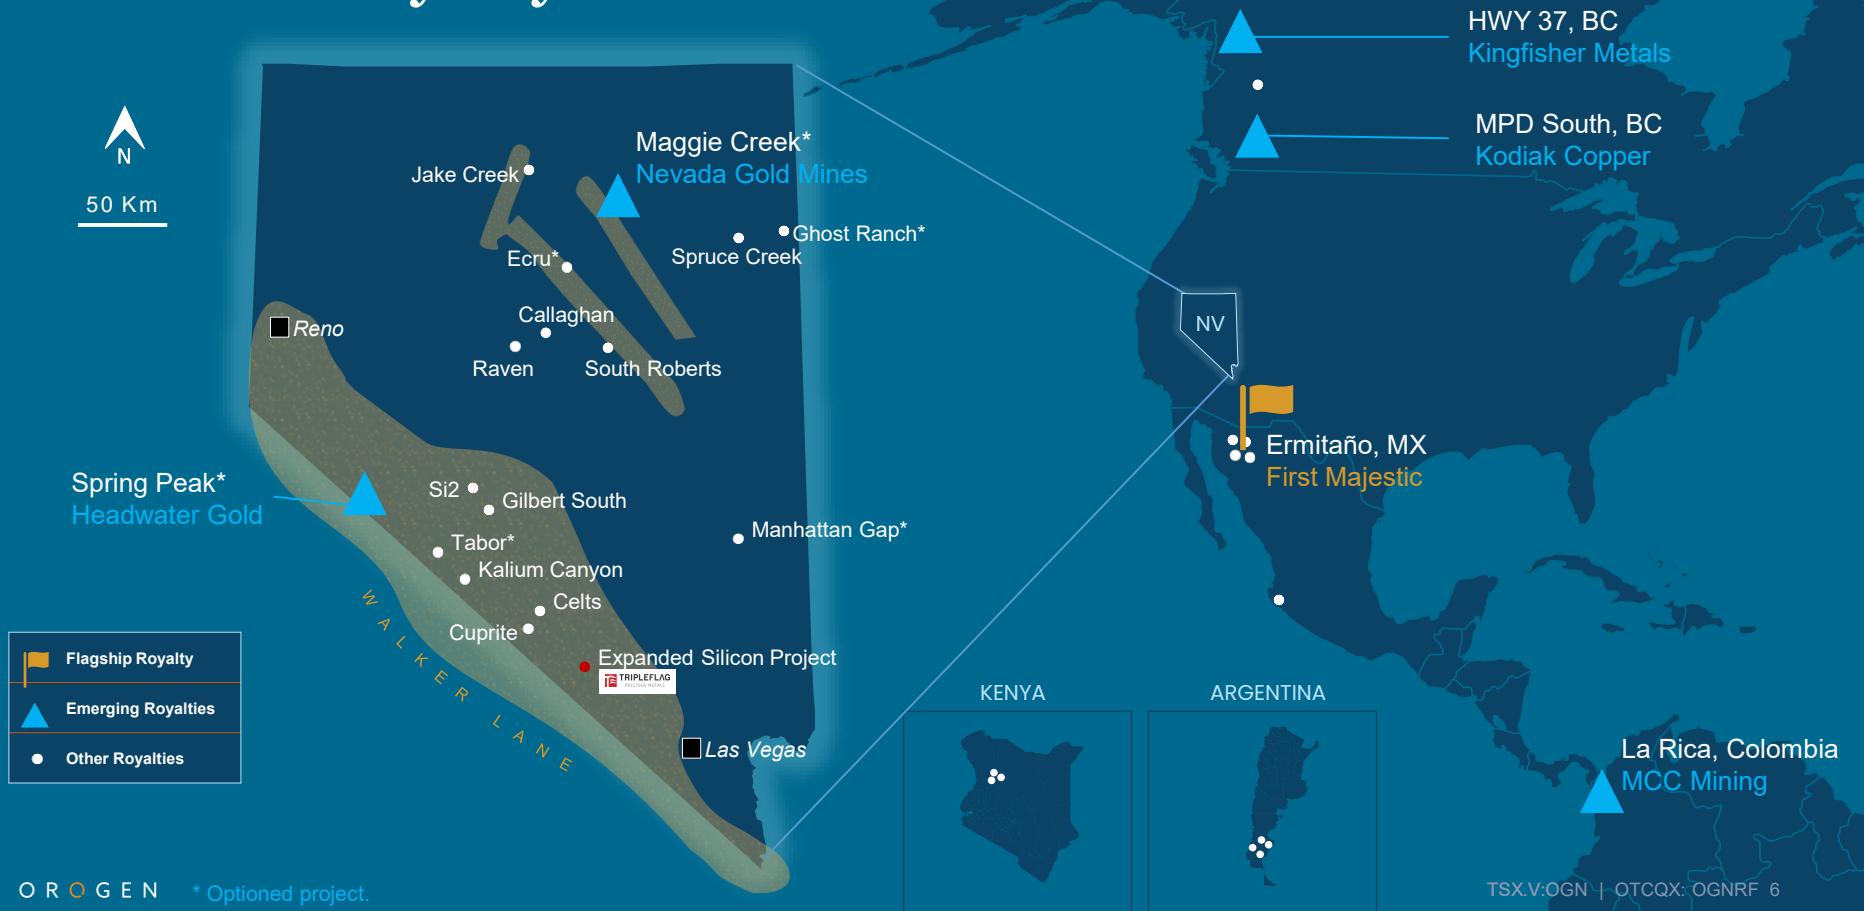 HWY 37, BC
Kingfisher Metals
MPD South, BC
Kodiak Copper
N
50 Km
Maggie Creek*
Nevada Gold Mines
Jake Creek
Ghost Ranch*
Spruce Creek
Ecru*
Callaghan
Reno
Raven
South Roberts
NV
Ermitaño, MX
First Majestic
Spring Peak*
Headwater Gold
Si2
Gilbert South
Manhattan Gap*
Tabor*
Kalium Canyon
Celts
Cuprite
WALKER LANE
Expanded Silicon Project
TRIPLEFLAG
PRECIOUS METALS
Flagship Royalty
Emerging Royalties
Other Royalties
Las Vegas
KENYA
ARGENTINA
La Rica, Colombia
MCC Mining
OROGEN
* Optioned project.
TSX.V:OGN | OTCQX: OGNRF 6